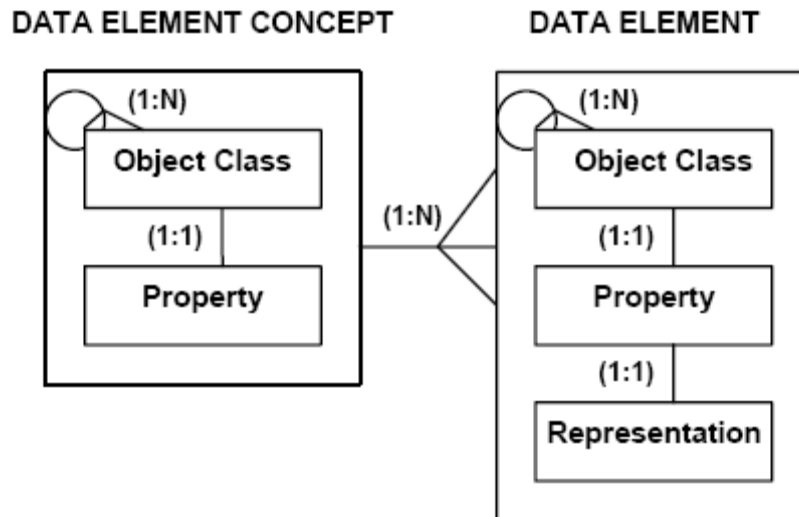 DATA ELEMENT CONCEPT
DATA ELEMENT
(1:N)
Object Class
(1:1)
Property
(1:N)
(1:N)
Object Class
(1:1)
Property
(1:1)
Representation